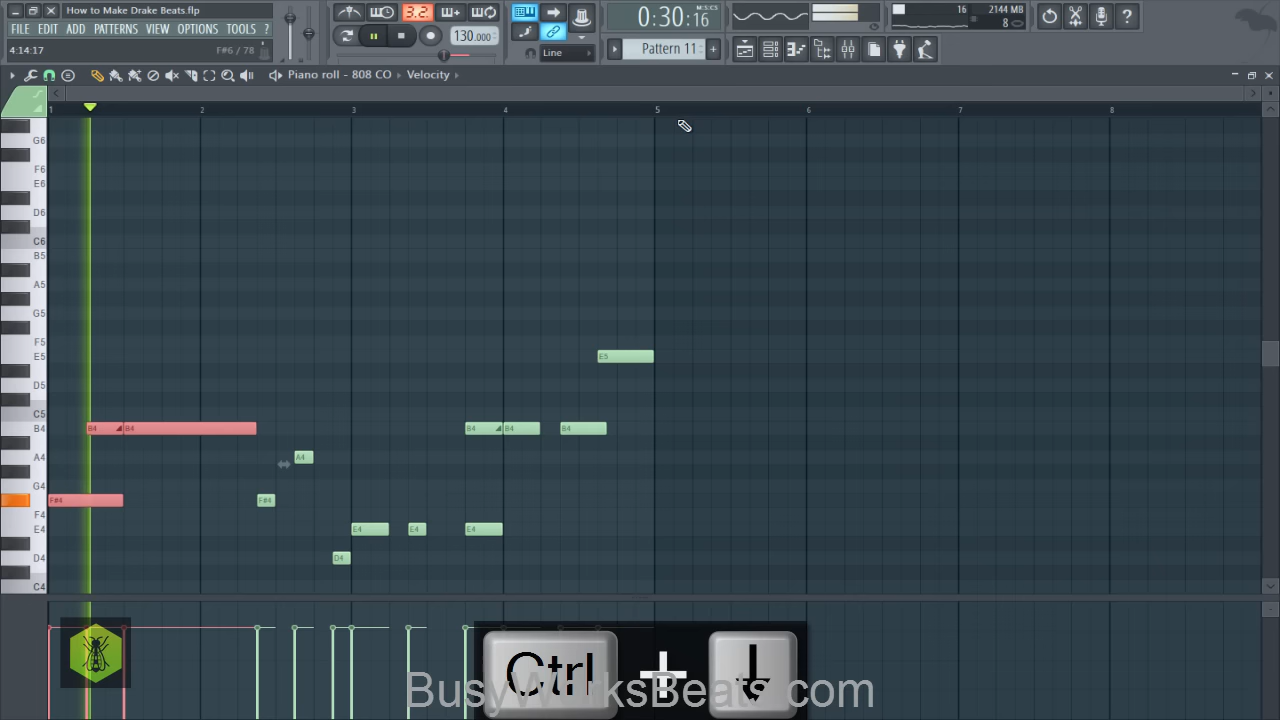 How to Make Drake Beats.flp
FILE EDIT ADD PATTERNS VIEW OPTIONS TOOLS ?
4:14:17 F#6 / 78
3.2
130.000
Line
0:30:16
M:S:CS
Pattern 11 +
16 2144 MB
8
?
Piano roll - 808 CO Velocity
1 2 3 4 5 6 7 8
G6
F6
E6
D6
C6
B5
A5
G5
F5
E5 E5
D5
C5
B4 B4 B4 B4 B4 B4
A4 A4
G4
F#4 F#4
F4
E4 E4 E4 E4
D4 D4
C4
Ctrl + ↓
BusyWorksBeats.com